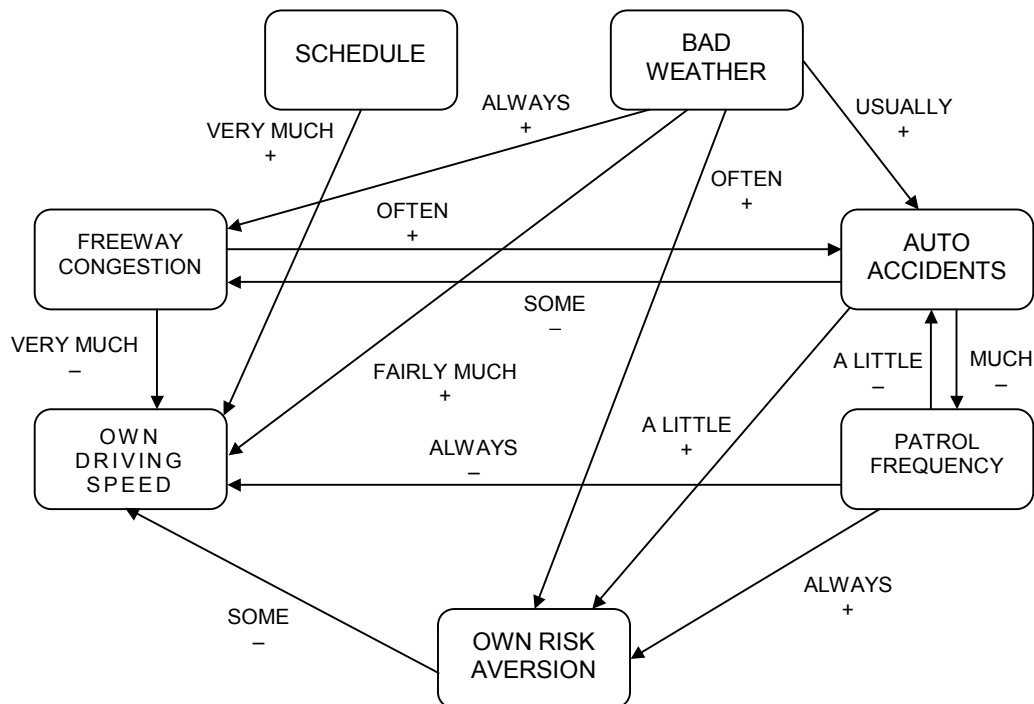 SCHEDULE
BAD
WEATHER
ALWAYS
+
USUALLY
+
VERY MUCH
+
OFTEN
+
OFTEN
+
FREEWAY
CONGESTION
AUTO
ACCIDENTS
SOME
–
VERY MUCH
–
FAIRLY MUCH
+
A LITTLE
–
MUCH
–
OWN
DRIVING
SPEED
ALWAYS
–
A LITTLE
+
PATROL
FREQUENCY
SOME
–
ALWAYS
+
OWN RISK
AVERSION